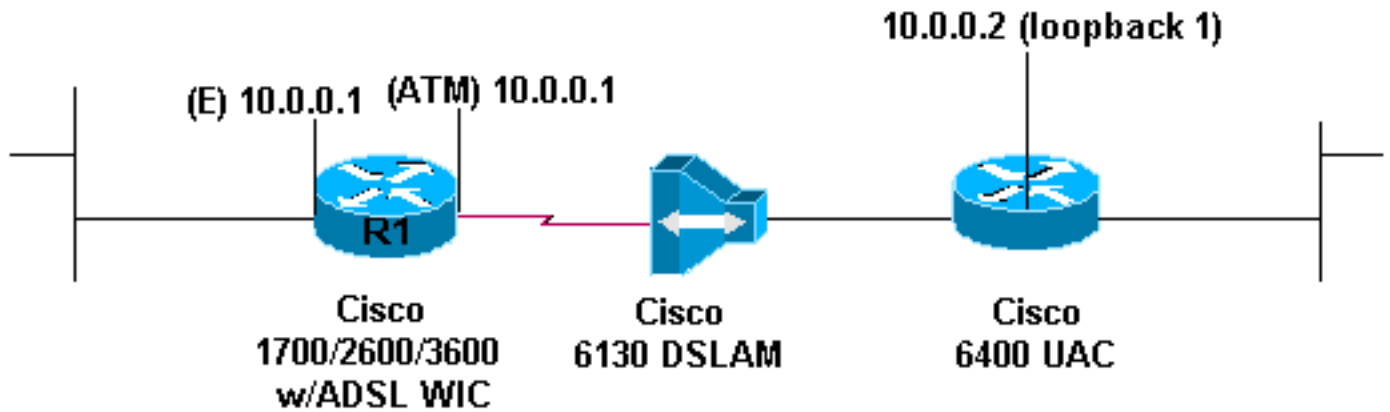 10.0.0.2 (loopback 1)
(E) 10.0.0.1
(ATM) 10.0.0.1
R1
Cisco
1700/2600/3600
w/ADSL WIC
Cisco
6130 DSLAM
Cisco
6400 UAC